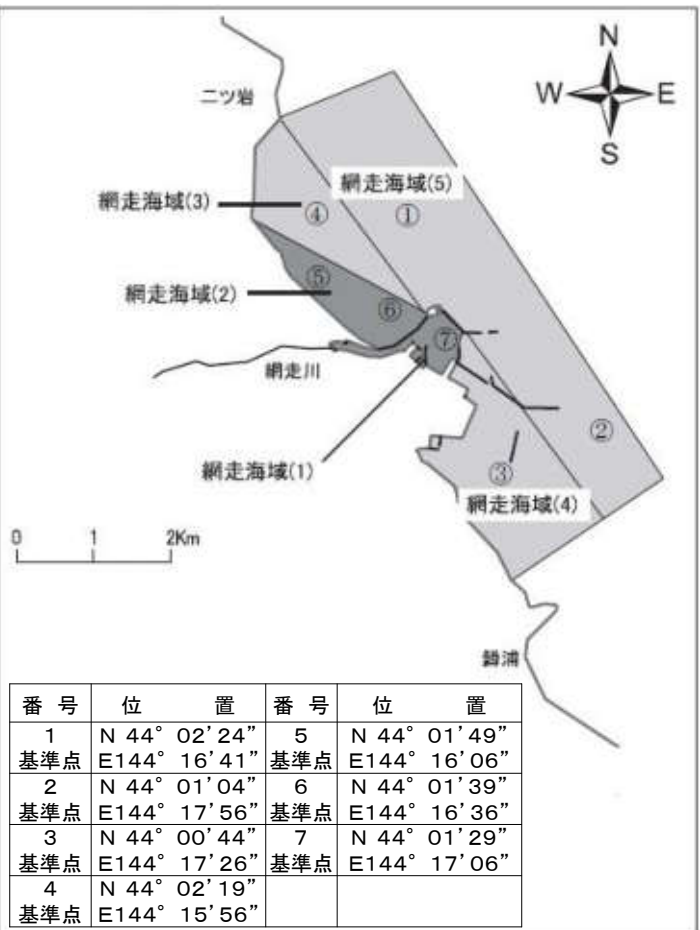 N
W E
S
二ツ岩
網走海域(5)
網走海域(3)
④
①
網走海域(2)
⑤
⑥
⑦
網走川
②
網走海域(1)
③
網走海域(4)
0 1 2Km
鱒浦
番 号 位 置 番 号 位 置
1 N 44° 02’24” 5 N 44° 01’49”
基準点 E144° 16’41” 基準点 E144° 16’06”
2 N 44° 01’04” 6 N 44° 01’39”
基準点 E144° 17’56” 基準点 E144° 16’36”
3 N 44° 00’44” 7 N 44° 01’29”
基準点 E144° 17’26” 基準点 E144° 17’06”
4 N 44° 02’19”
基準点 E144° 15’56”